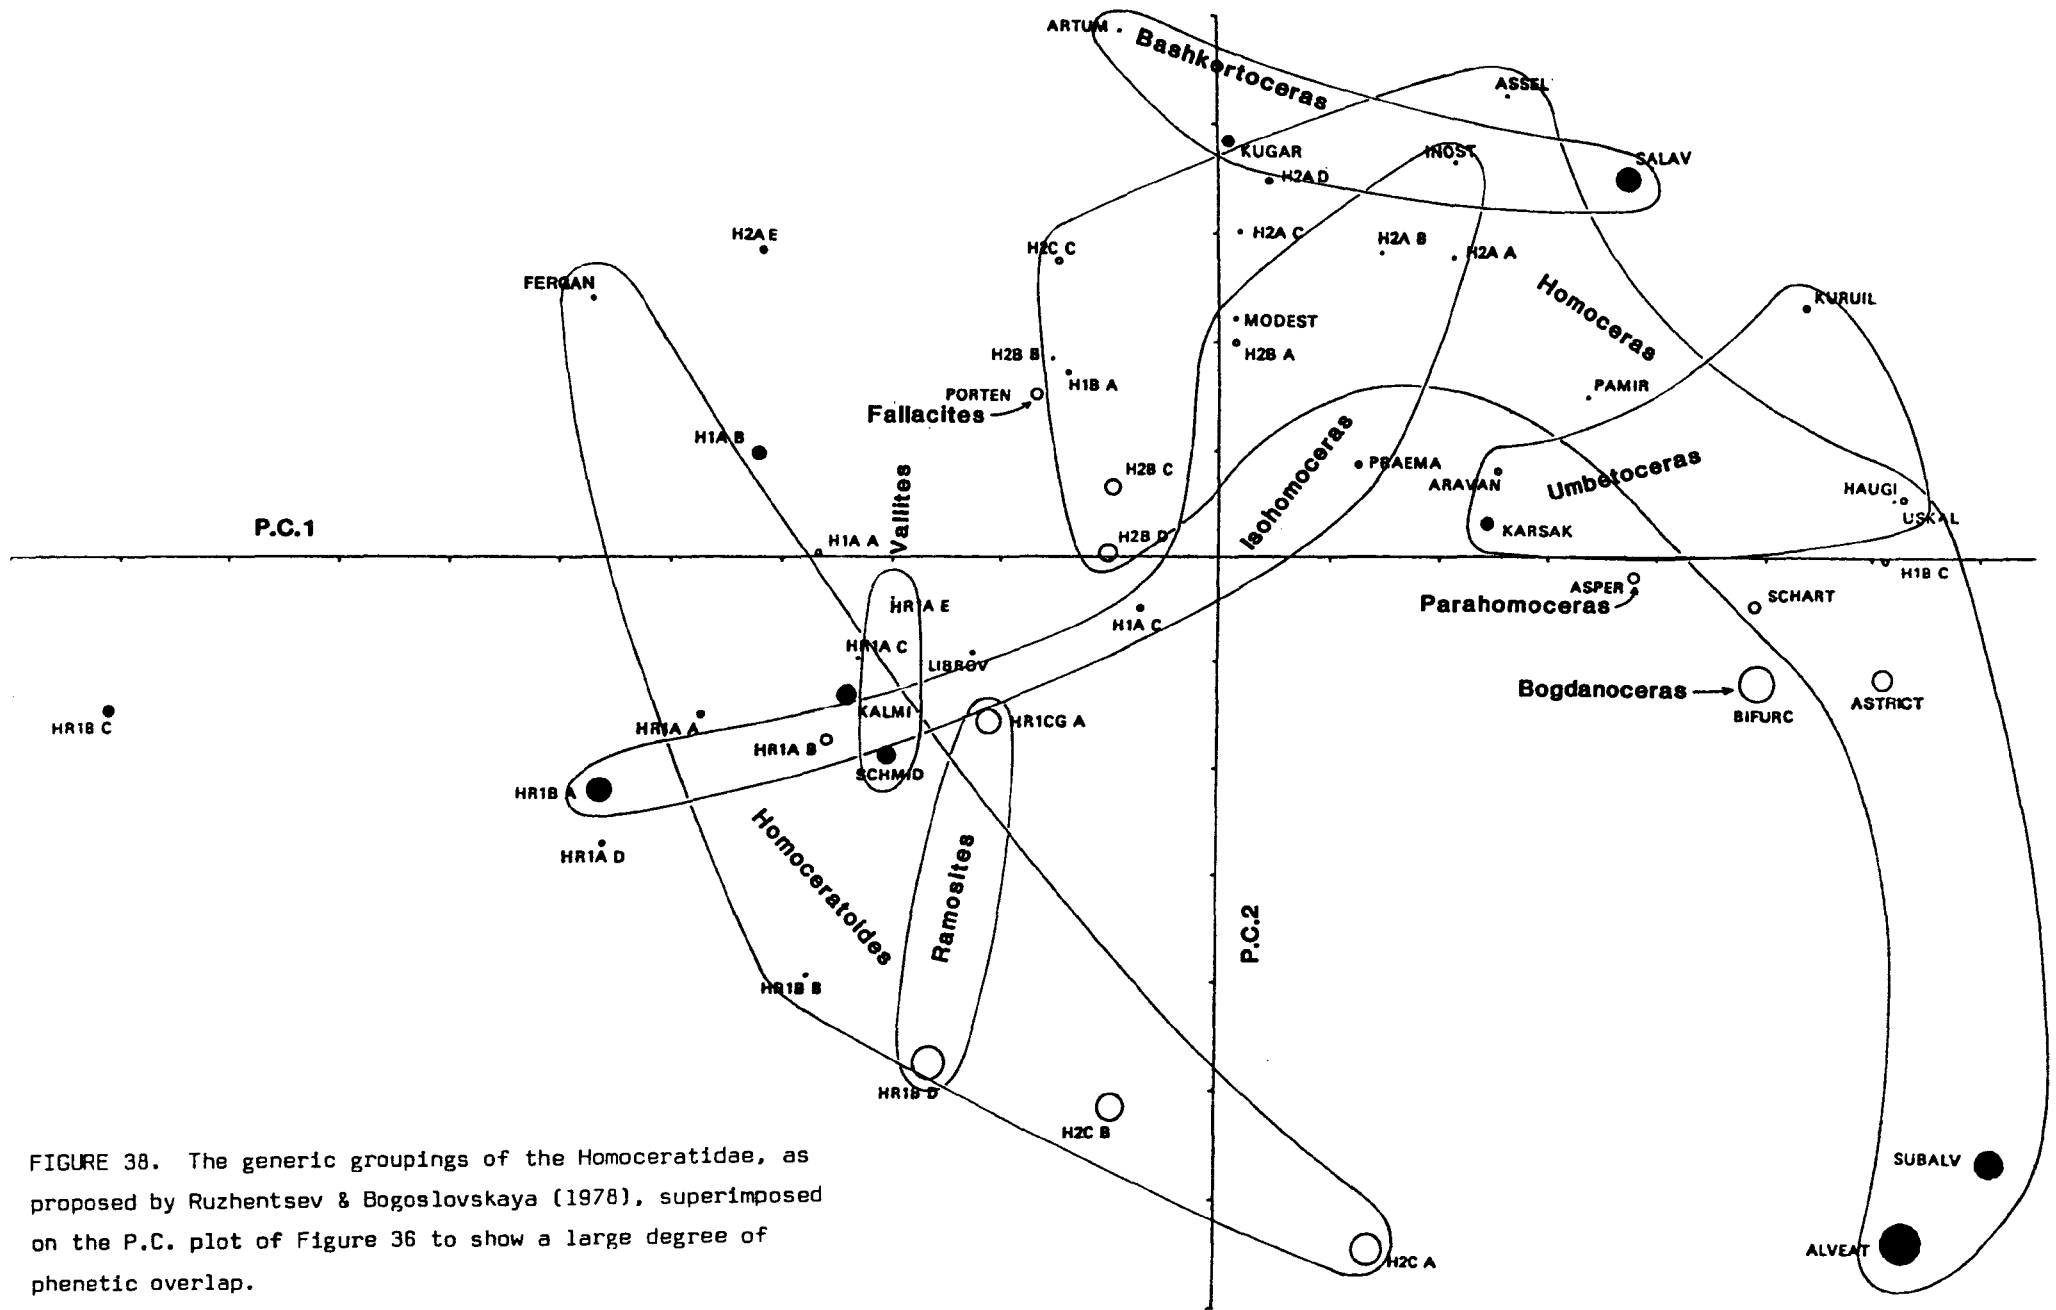 ARTUM
Bashkortoceras
ASSEL
KUGAR
INOST
SALAV
H2A D
H2A E
H2C C
H2A C
H2A B
H2A A
FERGAN
Homoceras
KURUIL
MODEST
H2B B
H2B A
H1B A
PORTEN
PAMIR
Fallacites
H1A B
Isohomoceras
H2B C
PRAEMA
ARAVAN
Umbetoceras
Vallites
HAUGI
USKAL
P.C.1
H1A A
H2B D
KARSAK
H1B C
ASPER
Parahomoceras
SCHART
HR1A E
H1A C
HR1A C
LIBROV
Bogdanoceras
BIFURC
ASTRICT
HR1B C
HR1A A
KALMI
HR1CG A
HR1A B
SCHMID
HR1B A
HR1A D
Homoceratoides
Ramosites
P.C.2
HR1B B
HR1B D
H2C B
SUBALV
ALVEAT
H2C A
FIGURE 38. The generic groupings of the Homoceratidae, as
proposed by Ruzhentsev & Bogoslovskaya (1978), superimposed
on the P.C. plot of Figure 36 to show a large degree of
phenetic overlap.